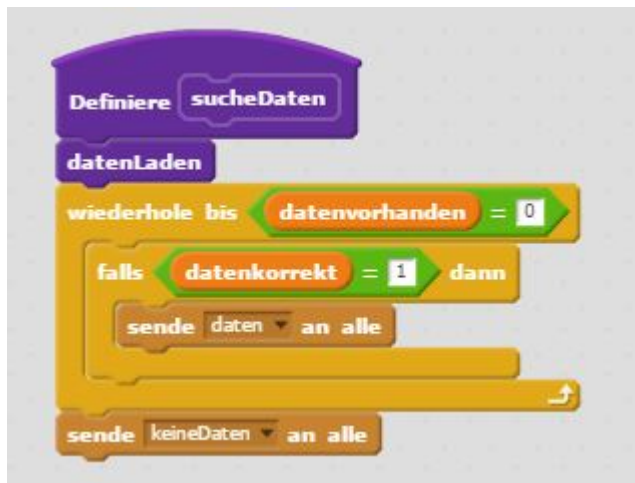 Definiere sucheDaten
datenLaden
wiederhole bis datenvorhanden = 0
falls datenkorrekt = 1 dann
sende daten an alle
sende keineDaten an alle